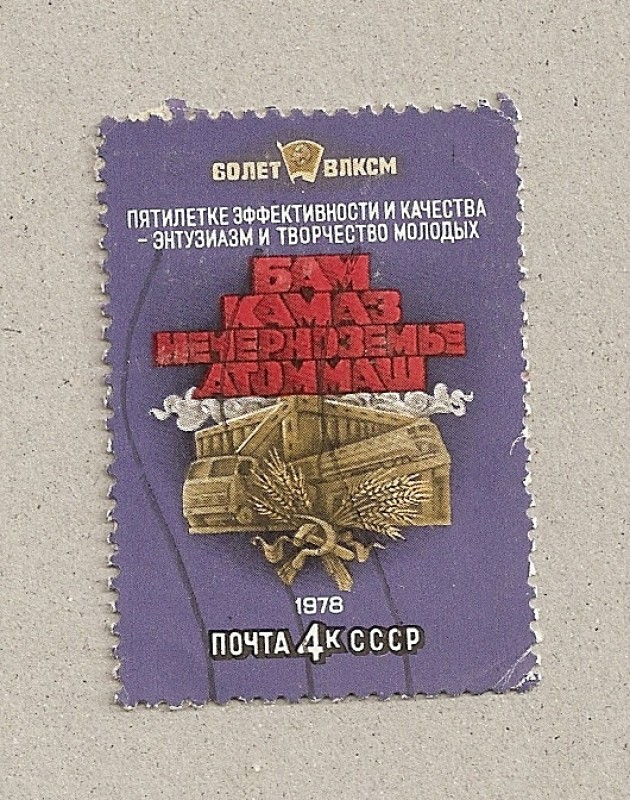 60 ЛЕТ ВЛКСМ
ПЯТИЛЕТКЕ ЭФФЕКТИВНОСТИ И КАЧЕСТВА
– ЭНТУЗИАЗМ И ТВОРЧЕСТВО МОЛОДЫХ
БАМ
КАМАЗ
НЕЧЕРНОЗЕМЬЕ
АТОММАШ
1978
ПОЧТА 4К СССР